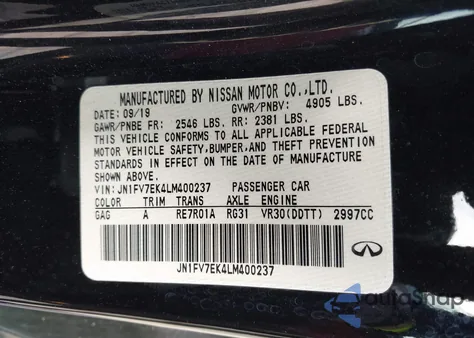 MANUFACTURED BY NISSAN MOTOR CO.,LTD.
DATE: 09/19 GVWR/PNBV: 4905 LBS.
GAWR/PNBE FR: 2546 LBS. RR: 2381 LBS.
THIS VEHICLE CONFORMS TO ALL APPLICABLE FEDERAL
MOTOR VEHICLE SAFETY,BUMPER,AND THEFT PREVENTION
STANDARDS IN EFFECT ON THE DATE OF MANUFACTURE
SHOWN ABOVE.
VIN: JN1FV7EK4LM400237 PASSENGER CAR
COLOR TRIM TRANS AXLE ENGINE
GAG A RE7R01A RG31 VR30(DDTT) 2997CC
JN1FV7EK4LM400237
AutoSnap